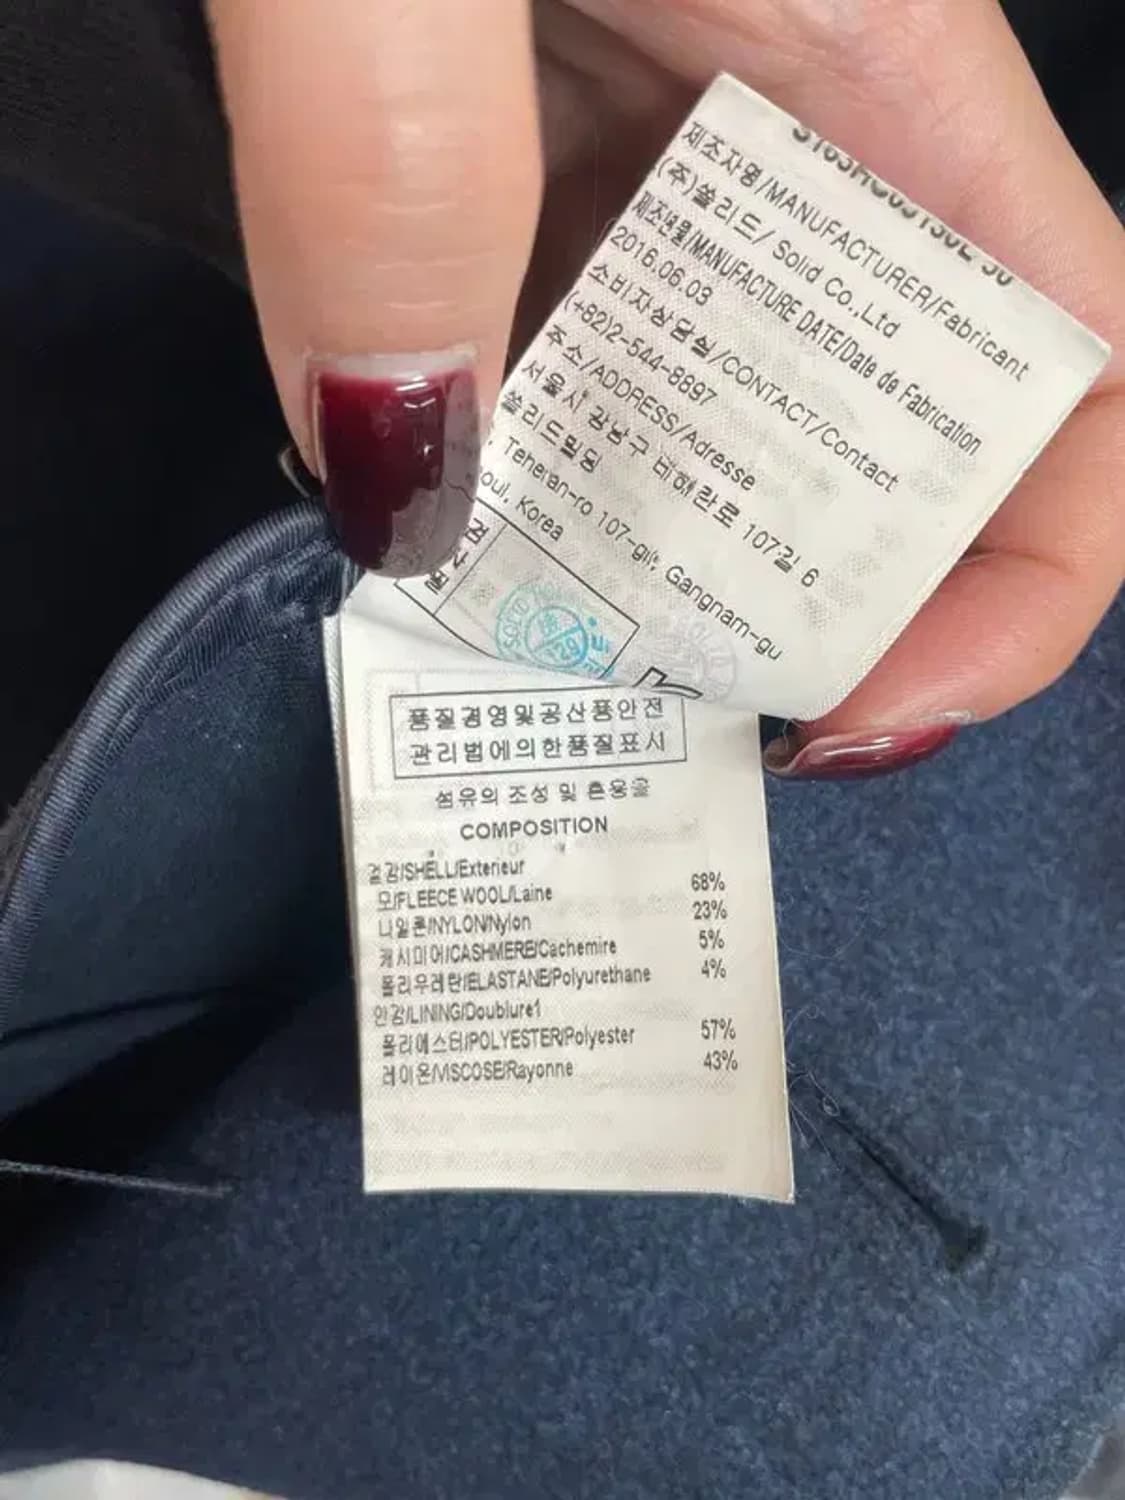 제조자명/MANUFACTURER/Fabricant
(주)쏠리드/ Solid Co.,Ltd
제조년월/MANUFACTURE DATE/Date de Fabrication
2016.06.03
소비자상담실/CONTACT/Contact
(+82)2-544-8897
주소/ADDRESS/Adresse
서울시 강남구 테헤란로 107길 6
쏠리드빌딩
Teheran-ro 107-gil, Gangnam-gu
Korea
검사필
SOLID
29
품질경영및공산품안전
관리법에의한품질표시
섬유의 조성 및 혼용율
COMPOSITION
겉감/SHELL/Exterieur
모/FLEECE WOOL/Laine 68%
나일론/NYLON/Nylon 23%
캐시미어/CASHMERE/Cachemire 5%
폴리우레탄/ELASTANE/Polyurethane 4%
안감/LINING/Doublure1
폴리에스터/POLYESTER/Polyester 57%
레이온/VISCOSE/Rayonne 43%